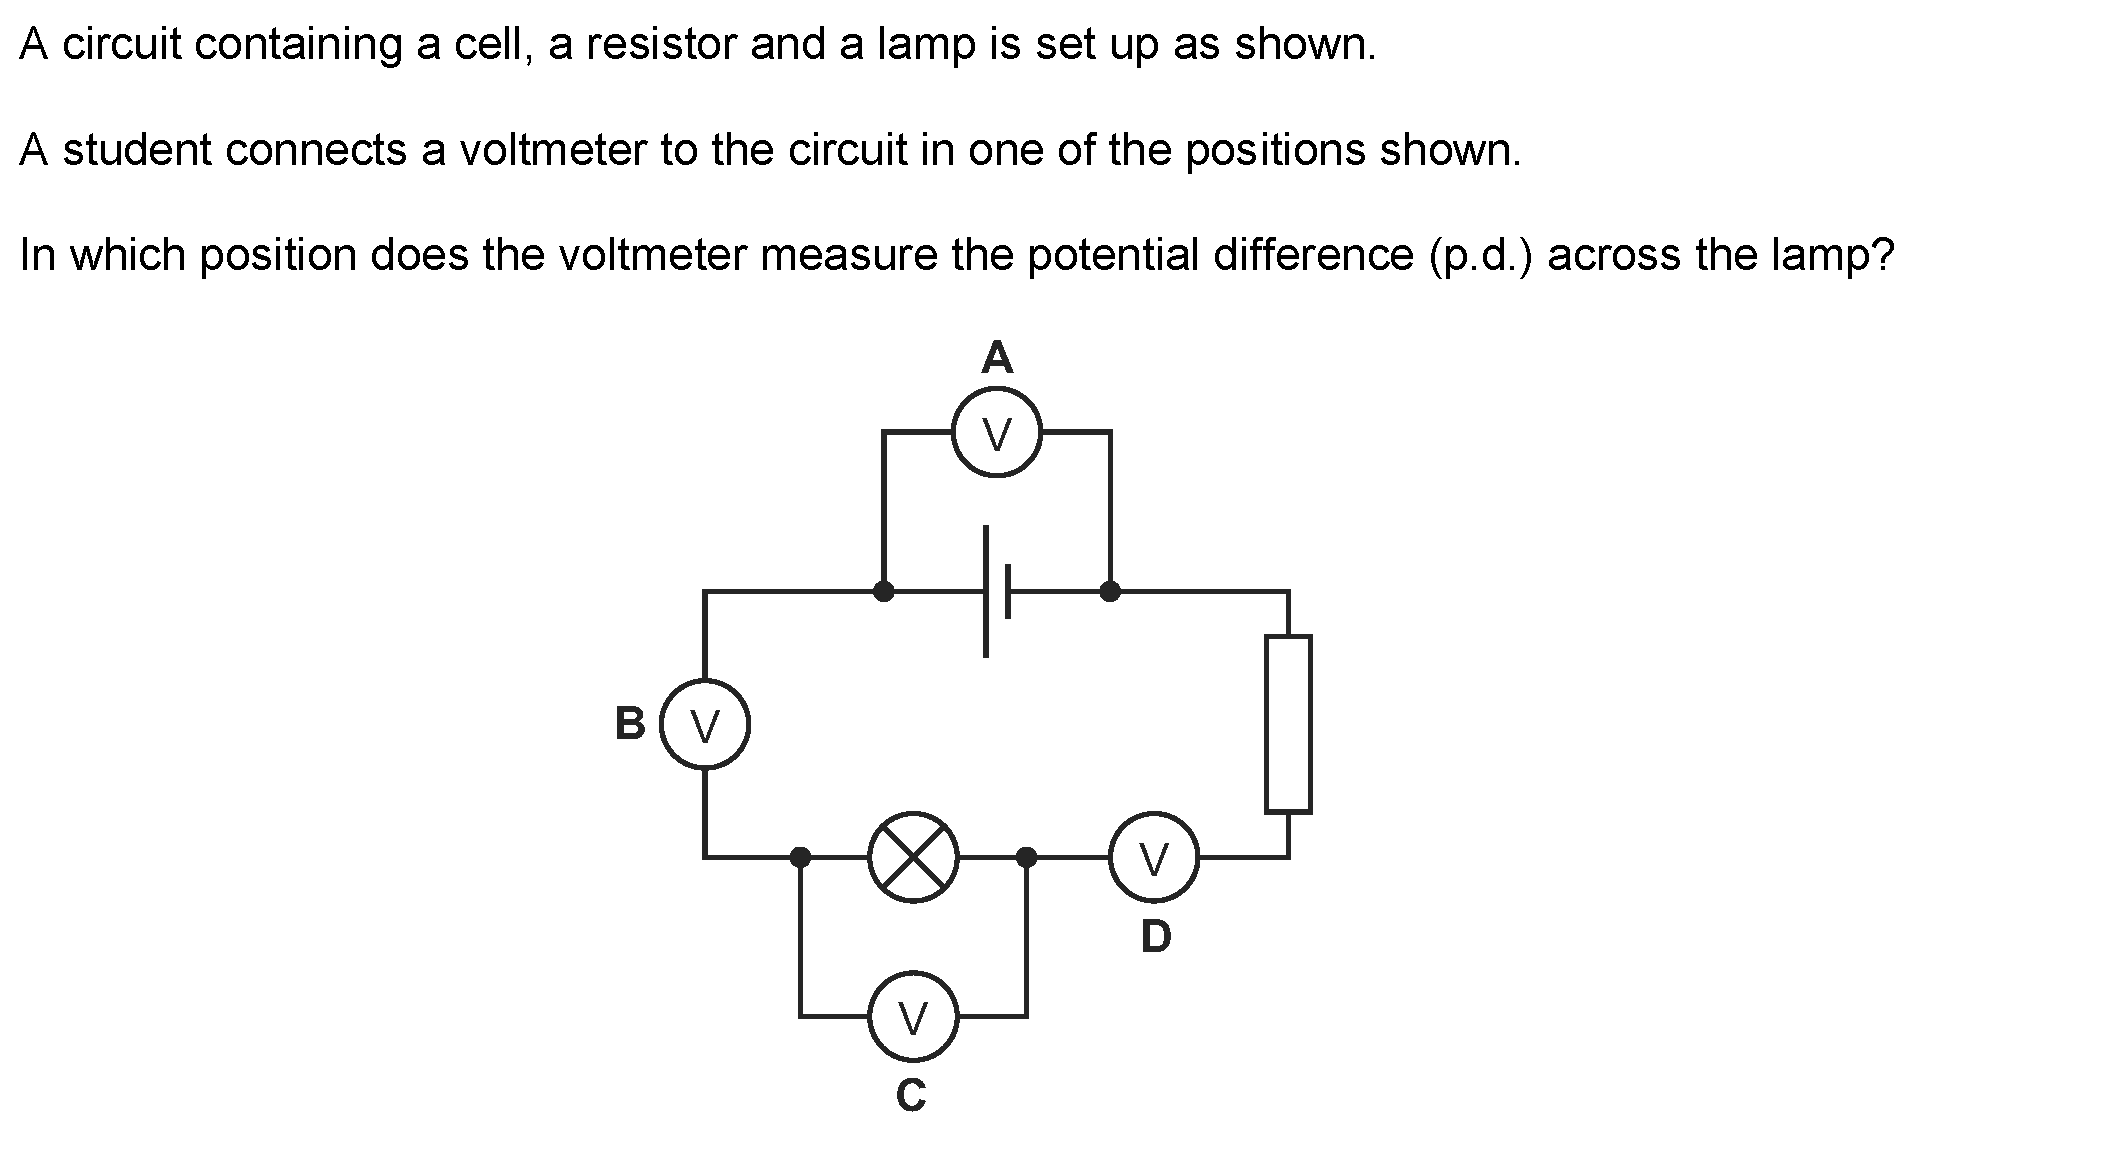 A circuit containing a cell, a resistor and a lamp is set up as shown.
A student connects a voltmeter to the circuit in one of the positions shown.
In which position does the voltmeter measure the potential difference (p.d.) across the lamp?
A
V
B V
V
D
V
C